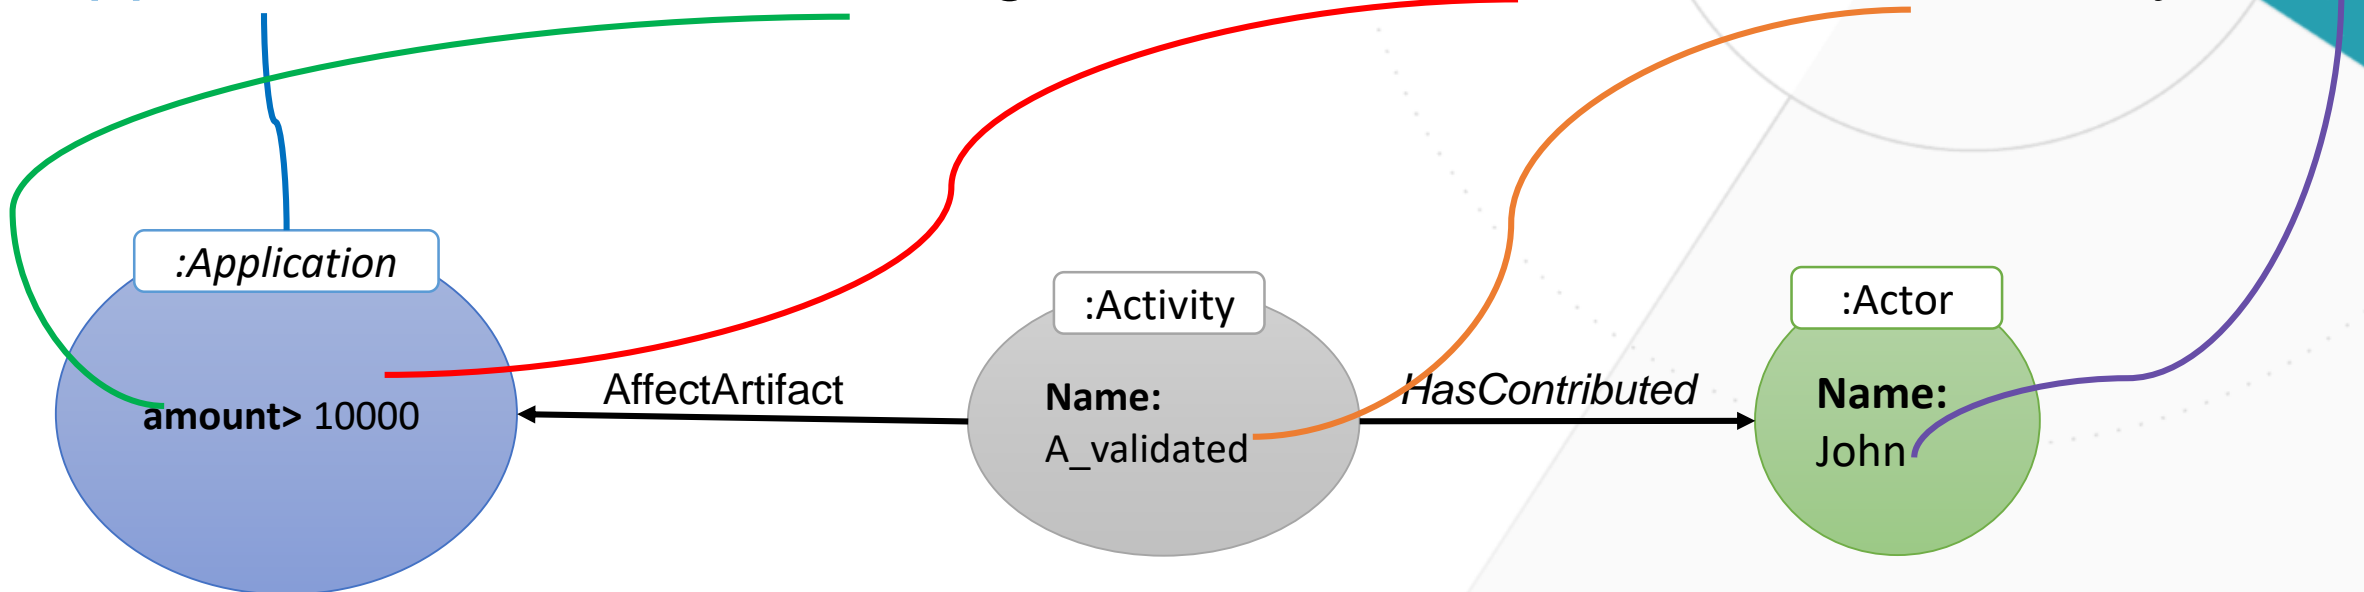 :Application
amount> 10000
AffectArtifact
:Activity
Name:
A_validated
HasContributed
:Actor
Name:
John